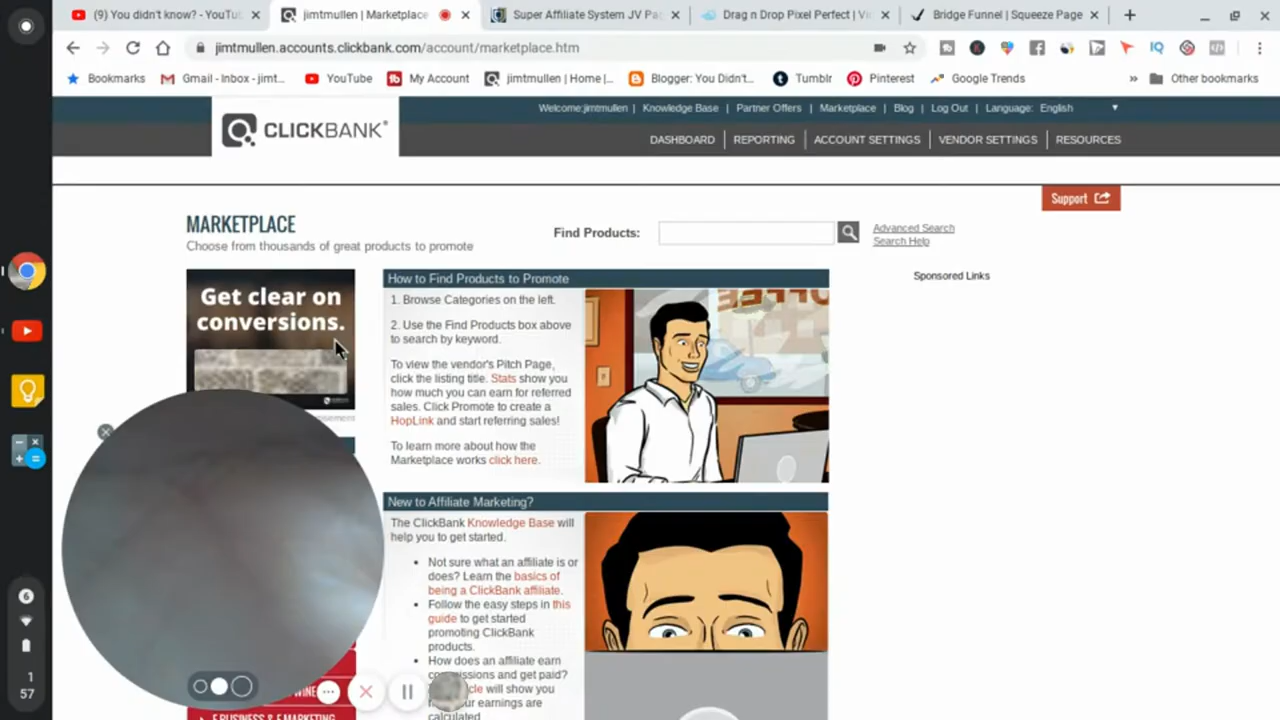 (9) You didn't know? - YouTu
jimtmullen | Marketplace
Super Affiliate System JV Pa
Drag n Drop Pixel Perfect | Vi
Bridge Funnel | Squeeze Page
jimtmullen.accounts.clickbank.com/account/marketplace.htm
Bookmarks
Gmail - Inbox - jimt...
YouTube
My Account
jimtmullen | Home |...
Blogger: You Didn't...
Tumblr
Pinterest
Google Trends
Other bookmarks
Welcome:jimtmullen | Knowledge Base | Partner Offers | Marketplace | Blog | Log Out | Language: English
CLICKBANK®
DASHBOARD | REPORTING | ACCOUNT SETTINGS | VENDOR SETTINGS | RESOURCES
Support
MARKETPLACE
Choose from thousands of great products to promote
Find Products:
Advanced Search
Search Help
Get clear on
conversions.
How to Find Products to Promote
1. Browse Categories on the left.
2. Use the Find Products box above
to search by keyword.
To view the vendor's Pitch Page,
click the listing title. Stats show you
how much you can earn for referred
sales. Click Promote to create a
HopLink and start referring sales!
To learn more about how the
Marketplace works click here.
Sponsored Links
New to Affiliate Marketing?
The ClickBank Knowledge Base will
help you to get started.
Not sure what an affiliate is or
does? Learn the basics of
being a ClickBank affiliate.
Follow the easy steps in this
guide to get started
promoting ClickBank
products.
How does an affiliate earn
and get paid?
will show you
earnings are
calculated
WINE
E-BUSINESS & E-MARKETING
6
1
57